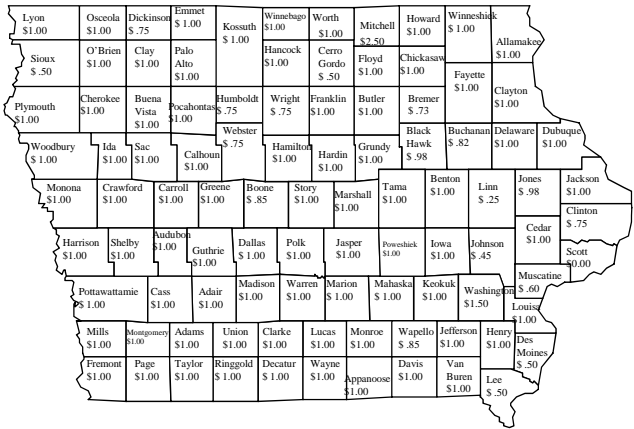 Lyon
$1.00
Osceola
$1.00
Dickinson
$ .75
Emmet
$ 1.00
Kossuth
$ 1.00
Winnebago
$ 1.00
Worth
$1.00
Mitchell
$2.50
Howard
$1.00
Winneshiek
$ 1.00
Allamakee
$1.00
Sioux
$ .50
O'Brien
$1.00
Clay
$1.00
Palo
Alto
$1.00
Hancock
$1.00
Cerro
Gordo
$ .50
Floyd
$1.00
Chickasaw
$1.00
Fayette
$1.00
Clayton
$1.00
Plymouth
$1.00
Cherokee
$1.00
Buena
Vista
$1.00
Pocahontas
$1.00
Humboldt
$ .75
Wright
$ .75
Franklin
$1.00
Butler
$1.00
Bremer
$ .73
Webster
$ .75
Black
Hawk
$ .98
Buchanan
$ .82
Delaware
$1.00
Dubuque
$1.00
Woodbury
$ 1.00
Ida
$1.00
Sac
$1.00
Calhoun
$1.00
Hamilton
$1.00
Hardin
$1.00
Grundy
$1.00
Monona
$1.00
Crawford
$1.00
Carroll
$1.00
Greene
$1.00
Boone
$ .85
Story
$1.00
Marshall
$1.00
Tama
$1.00
Benton
$1.00
Linn
$ .25
Jones
$ .98
Jackson
$1.00
Clinton
$ .75
Cedar
$1.00
Scott
$0.00
Harrison
$1.00
Shelby
$1.00
Audubon
$1.00
Guthrie
$1.00
Dallas
$ 1.00
Polk
$1.00
Jasper
$1.00
Poweshiek
$1.00
Iowa
$1.00
Johnson
$ .45
Muscatine
$ .60
Pottawattamie
$ 1.00
Cass
$1.00
Adair
$1.00
Madison
$1.00
Warren
$ 1.00
Marion
$ 1.00
Mahaska
$ 1.00
Keokuk
$1.00
Washington
$1.50
Louisa
$1.00
Mills
$1.00
Montgomery
$1.00
Adams
$1.00
Union
$1.00
Clarke
$1.00
Lucas
$1.00
Monroe
$1.00
Wapello
$ .85
Jefferson
$1.00
Henry
$1.00
Des
Moines
$ .50
Fremont
$1.00
Page
$1.00
Taylor
$1.00
Ringgold
$ 1.00
Decatur
$ 1.00
Wayne
$1.00
Appanoose
$1.00
Davis
$1.00
Van
Buren
$1.00
Lee
$ .50